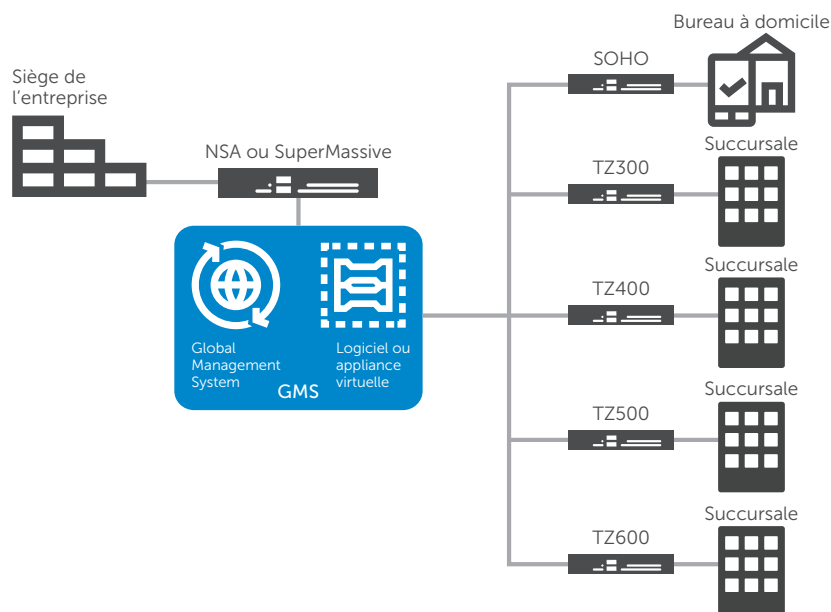 Bureau à domicile
SOHO
Siège de
l'entreprise
NSA ou SuperMassive
Succursale
TZ300
Succursale
TZ400
Global
Management
System
Logiciel ou
appliance
virtuelle
GMS
Succursale
TZ500
Succursale
TZ600